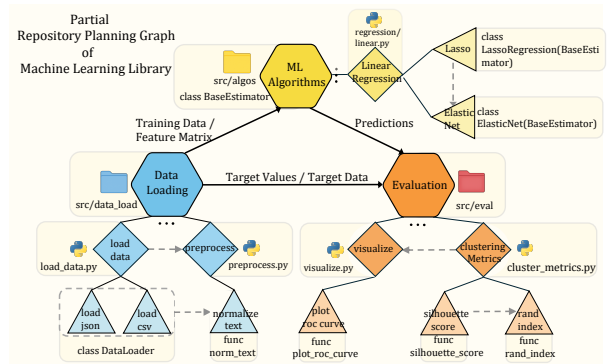 Partial
Repository Planning Graph
of
Machine Learning Library
regression/
linear.py
ML
Algorithms
src/algos
class BaseEstimator
Linear
Regression
Lasso
class
LassoRegression(BaseEsti
mator)
Elastic
Net
class
ElasticNet(BaseEstimator)
Training Data /
Feature Matrix
Predictions
Data
Loading
src/data_load
Target Values / Target Data
Evaluation
src/eval
...
...
load
data
load_data.py
preprocess
preprocess.py
visualize
visualize.py
clustering
Metrics
cluster_metrics.py
load
json
load
csv
class DataLoader
normalize
text
func
norm_text
plot
roc curve
func
plot_roc_curve
silhouette
score
func
silhouette_score
rand
index
func
rand_index